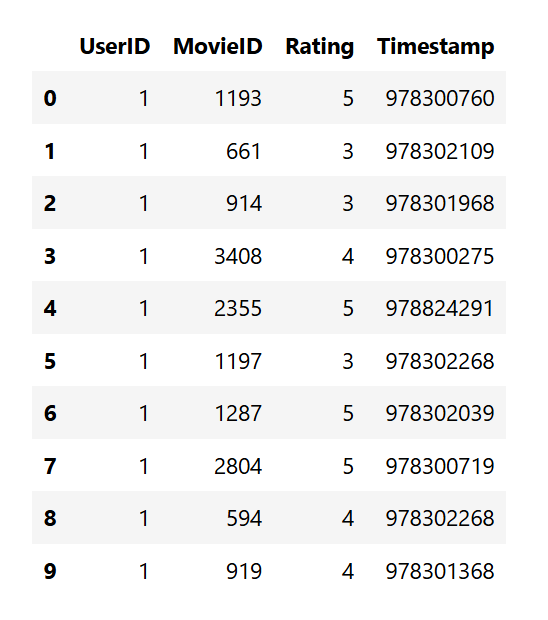 UserID MovieID Rating Timestamp
0 1 1193 5 978300760
1 1 661 3 978302109
2 1 914 3 978301968
3 1 3408 4 978300275
4 1 2355 5 978824291
5 1 1197 3 978302268
6 1 1287 5 978302039
7 1 2804 5 978300719
8 1 594 4 978302268
9 1 919 4 978301368